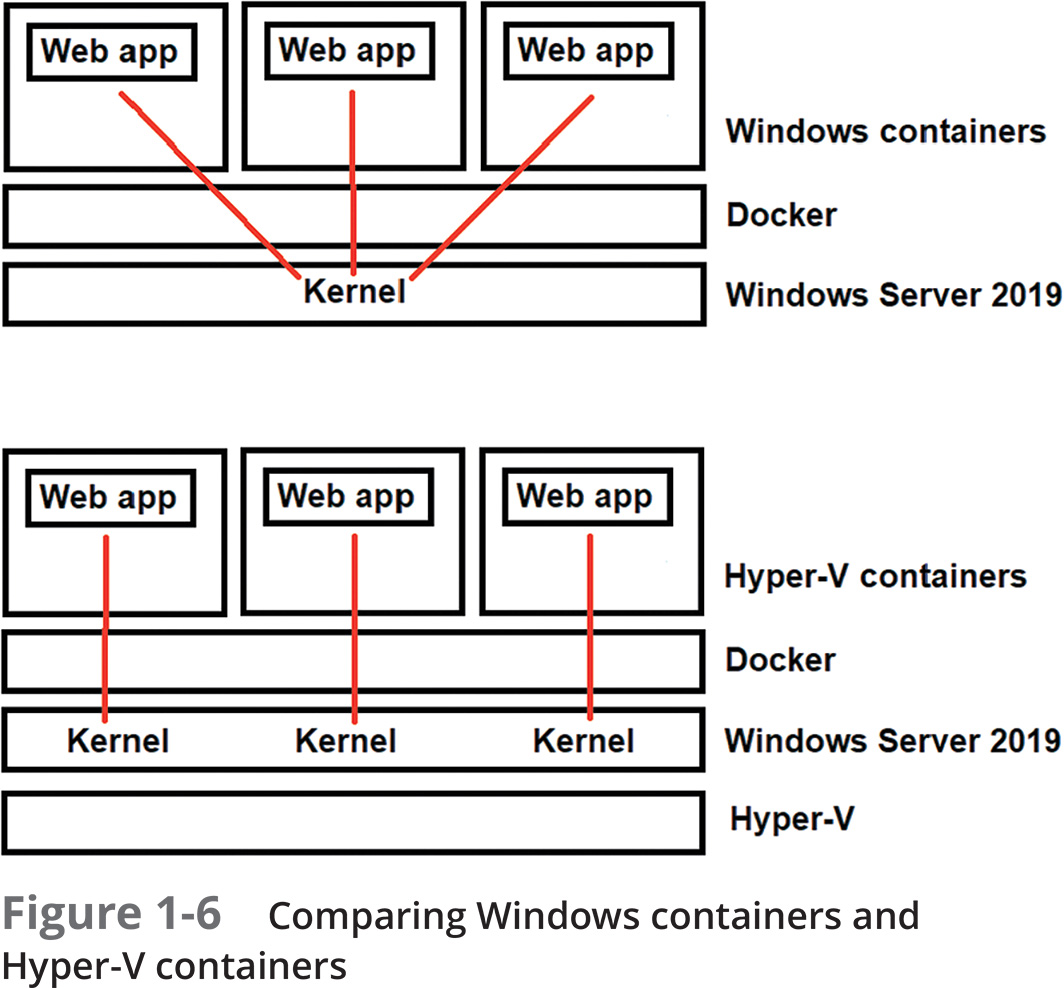 Web app Web app Web app
Windows containers
Docker
Kernel Windows Server 2019
Web app Web app Web app
Hyper-V containers
Docker
Kernel Kernel Kernel Windows Server 2019
Hyper-V
Figure 1-6 Comparing Windows containers and
Hyper-V containers